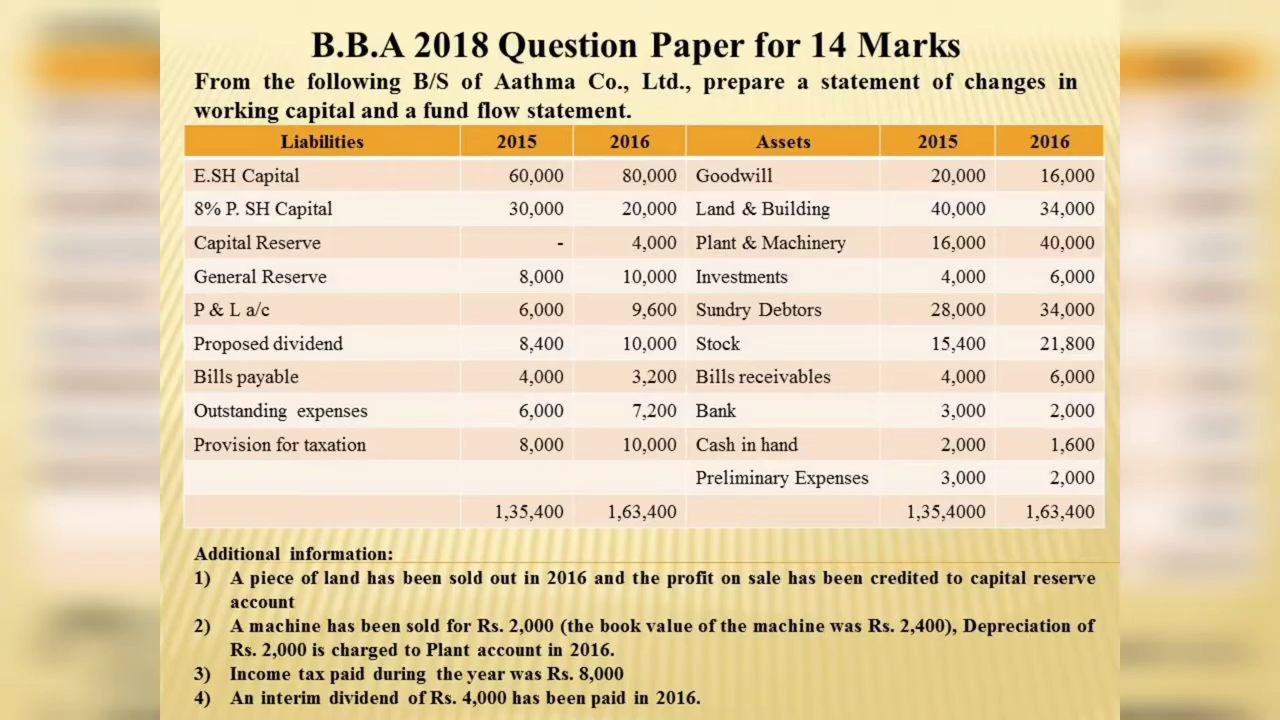 B.B.A 2018 Question Paper for 14 Marks
From the following B/S of Aathma Co., Ltd., prepare a statement of changes in
working capital and a fund flow statement.
Liabilities 2015 2016 Assets 2015 2016
E.SH Capital 60,000 80,000 Goodwill 20,000 16,000
8% P. SH Capital 30,000 20,000 Land & Building 40,000 34,000
Capital Reserve - 4,000 Plant & Machinery 16,000 40,000
General Reserve 8,000 10,000 Investments 4,000 6,000
P & L a/c 6,000 9,600 Sundry Debtors 28,000 34,000
Proposed dividend 8,400 10,000 Stock 15,400 21,800
Bills payable 4,000 3,200 Bills receivables 4,000 6,000
Outstanding expenses 6,000 7,200 Bank 3,000 2,000
Provision for taxation 8,000 10,000 Cash in hand 2,000 1,600
Preliminary Expenses 3,000 2,000
1,35,400 1,63,400 1,35,4000 1,63,400
Additional information:
1) A piece of land has been sold out in 2016 and the profit on sale has been credited to capital reserve
account
2) A machine has been sold for Rs. 2,000 (the book value of the machine was Rs. 2,400), Depreciation of
Rs. 2,000 is charged to Plant account in 2016.
3) Income tax paid during the year was Rs. 8,000
4) An interim dividend of Rs. 4,000 has been paid in 2016.